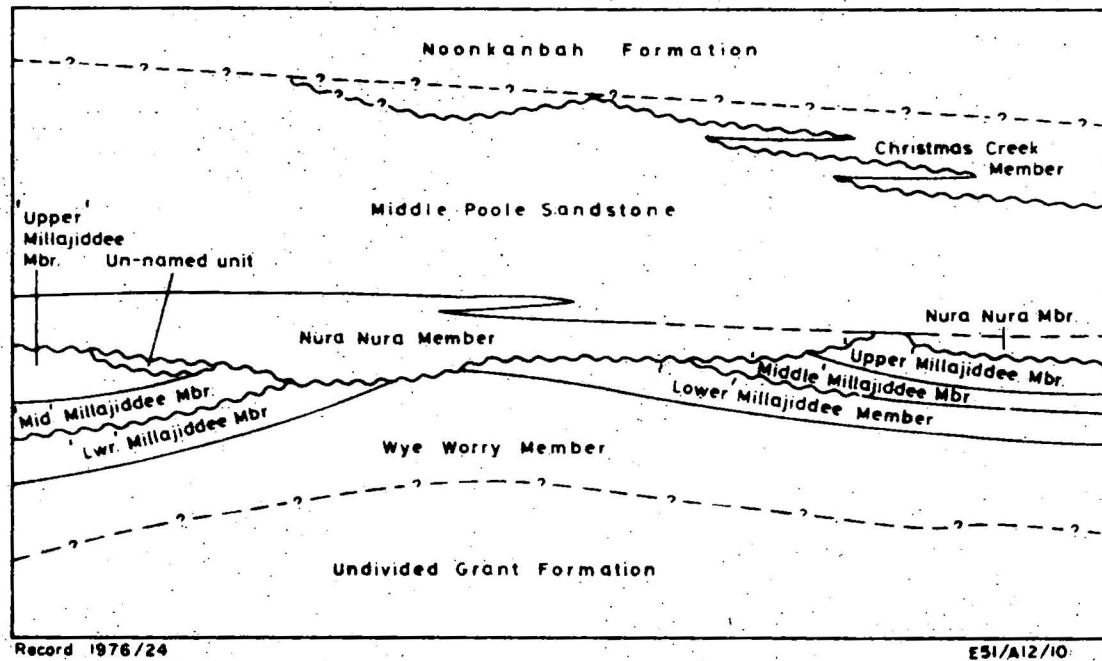 Noonkanbah Formation
Christmas Creek
Member
Middle Poole Sandstone
'Upper'
Millajiddee
Mbr.
Un-named unit
Nura Nura Mbr.
Nura Nura Member
Upper Millajiddee Mbr.
'Middle' Millajiddee Mbr.
'Mid' Millajiddee Mbr.
Lower' Millajiddee Member
'Lwr.' Millajiddee Mbr
Wye Worry Member
Undivided Grant Formation
Record 1976/24
E51/A12/10